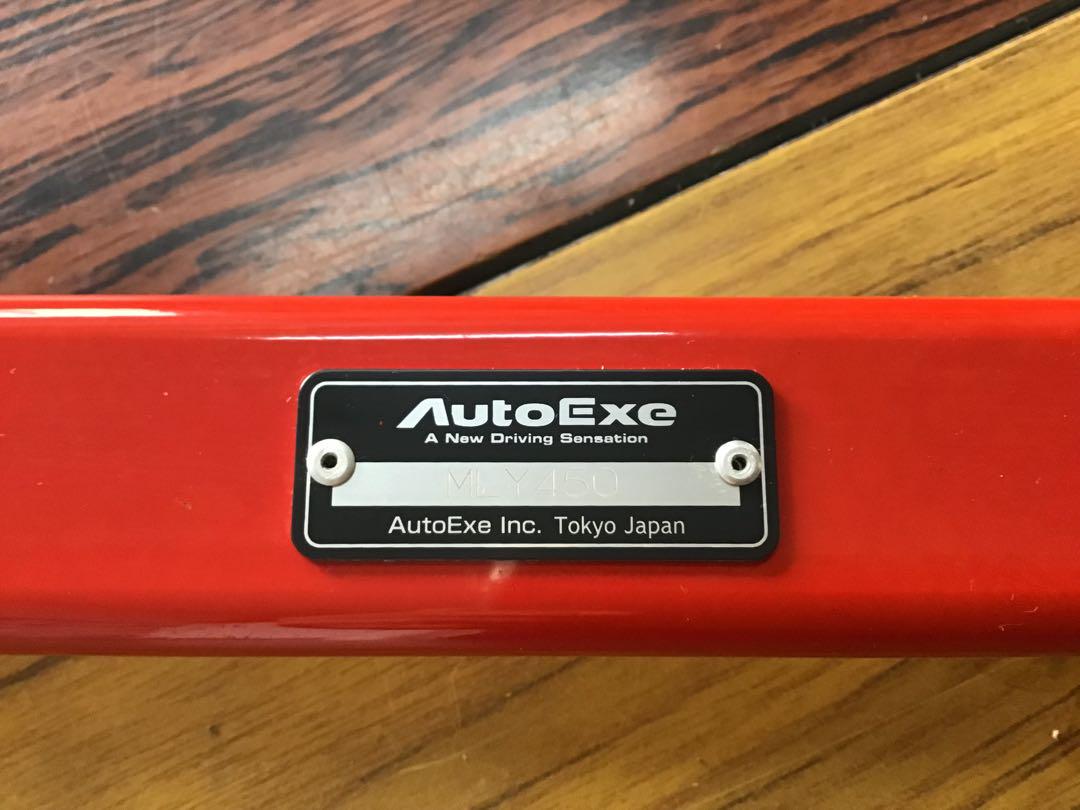 AutoExe
A New Driving Sensation
MLY450
AutoExe Inc. Tokyo Japan